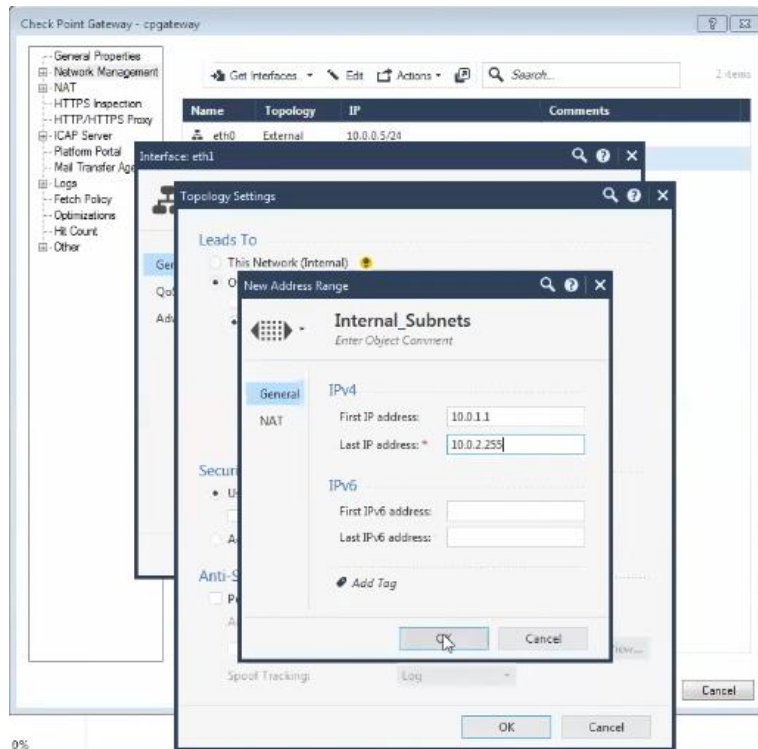 Check Point Gateway - cpgateway
General Properties
Network Management
NAT
HTTPS Inspection
HTTP/HTTPS Proxy
ICAP Server
Platform Portal
Mail Transfer Age
Logs
Fetch Policy
Optimizations
Hit Count
Other
Get Interfaces... Edit Actions Search... 2 items
Name Topology IP Comments
eth0 External 10.0.0.5/24
Interface: eth1
Topology Settings
Leads To
This Network (Internal)
New Address Range
Internal_Subnets
Enter Object Comment
General
NAT
IPv4
First IP address: 10.0.1.1
Last IP address: * 10.0.2.255
IPv6
First IPv6 address:
Last IPv6 address:
Add Tag
OK Cancel
Spoof Tracking: Log
OK Cancel
Cancel
0%